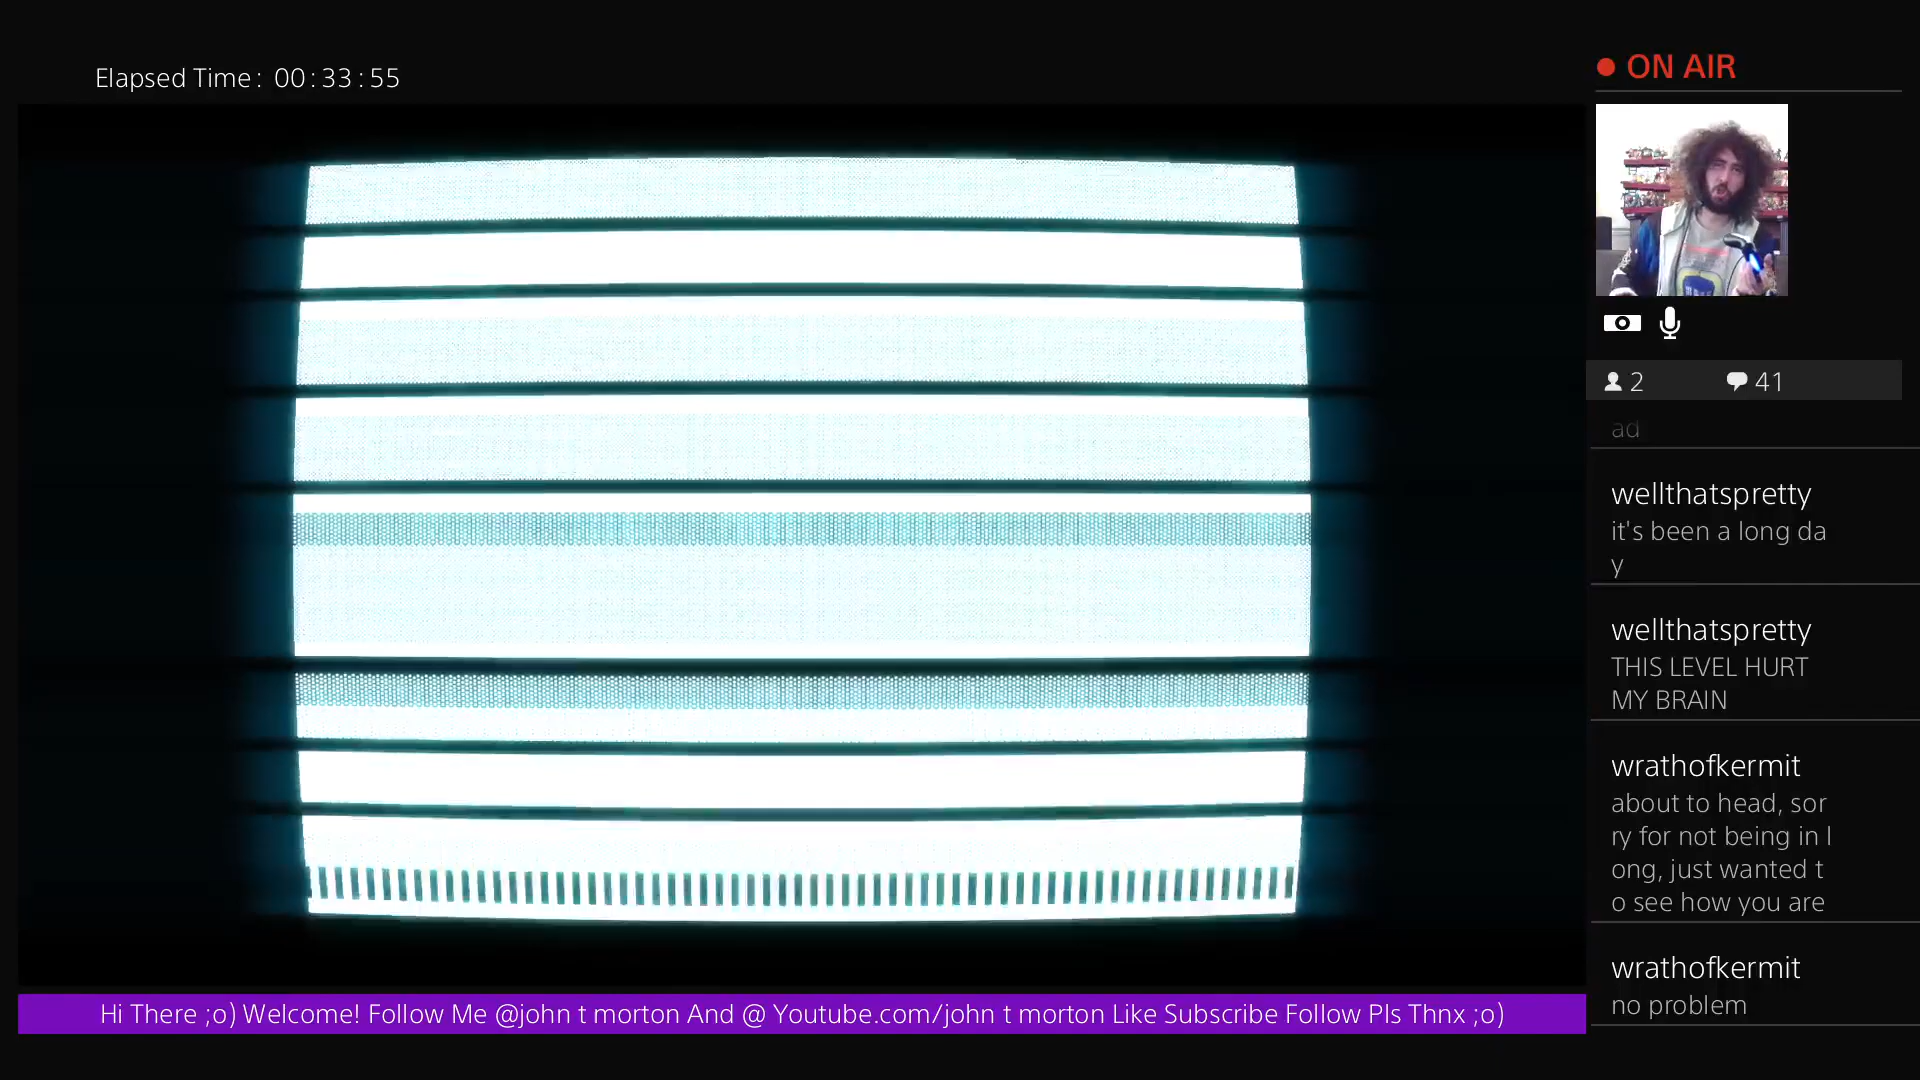 Elapsed Time: 00:33:55
ON AIR
2 41
ad
wellthatspretty
it's been a long da
y
wellthatspretty
THIS LEVEL HURT
MY BRAIN
wrathofkermit
about to head, sor
ry for not being in l
ong, just wanted t
o see how you are
wrathofkermit
no problem
Hi There ;o) Welcome! Follow Me @john t morton And @ Youtube.com/john t morton Like Subscribe Follow Pls Thnx ;o)